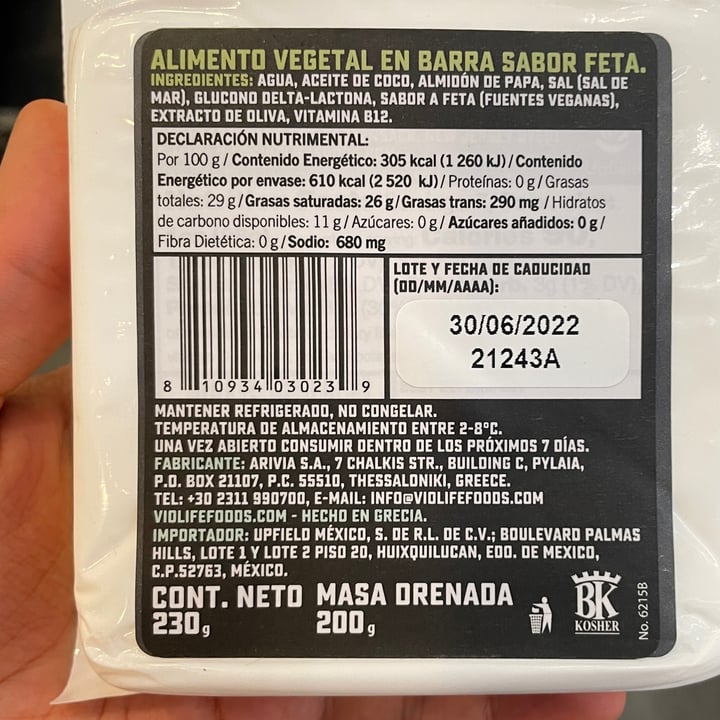 ALIMENTO VEGETAL EN BARRA SABOR FETA.
INGREDIENTES: AGUA, ACEITE DE COCO, ALMIDÓN DE PAPA, SAL (SAL DE
MAR), GLUCONO DELTA-LACTONA, SABOR A FETA (FUENTES VEGANAS),
EXTRACTO DE OLIVA, VITAMINA B12.
DECLARACIÓN NUTRIMENTAL:
Por 100 g / Contenido Energético: 305 kcal (1 260 kJ) / Contenido
Energético por envase: 610 kcal (2 520 kJ) / Proteínas: 0 g / Grasas
totales: 29 g / Grasas saturadas: 26 g / Grasas trans: 290 mg / Hidratos
de carbono disponibles: 11 g / Azúcares: 0 g / Azúcares añadidos: 0 g /
Fibra Dietética: 0 g / Sodio: 680 mg
LOTE Y FECHA DE CADUCIDAD
(DD/MM/AAAA):
30/06/2022
21243A
8 10934 03023 9
MANTENER REFRIGERADO, NO CONGELAR.
TEMPERATURA DE ALMACENAMIENTO ENTRE 2-8°C.
UNA VEZ ABIERTO CONSUMIR DENTRO DE LOS PRÓXIMOS 7 DÍAS.
FABRICANTE: ARIVIA S.A., 7 CHALKIS STR., BUILDING C, PYLAIA,
P.O. BOX 21107, P.C. 55510, THESSALONIKI, GREECE.
TEL: +30 2311 990700, E-MAIL: INFO@VIOLIFEFOODS.COM
VIOLIFEFOODS.COM - HECHO EN GRECIA.
IMPORTADOR: UPFIELD MÉXICO, S. DE R.L. DE C.V.; BOULEVARD PALMAS
HILLS, LOTE 1 Y LOTE 2 PISO 20, HUIXQUILUCAN, EDO. DE MEXICO,
C.P.52763, MÉXICO.
CONT. NETO MASA DRENADA
230g 200 g
BK
KOSHER
No. 6215B